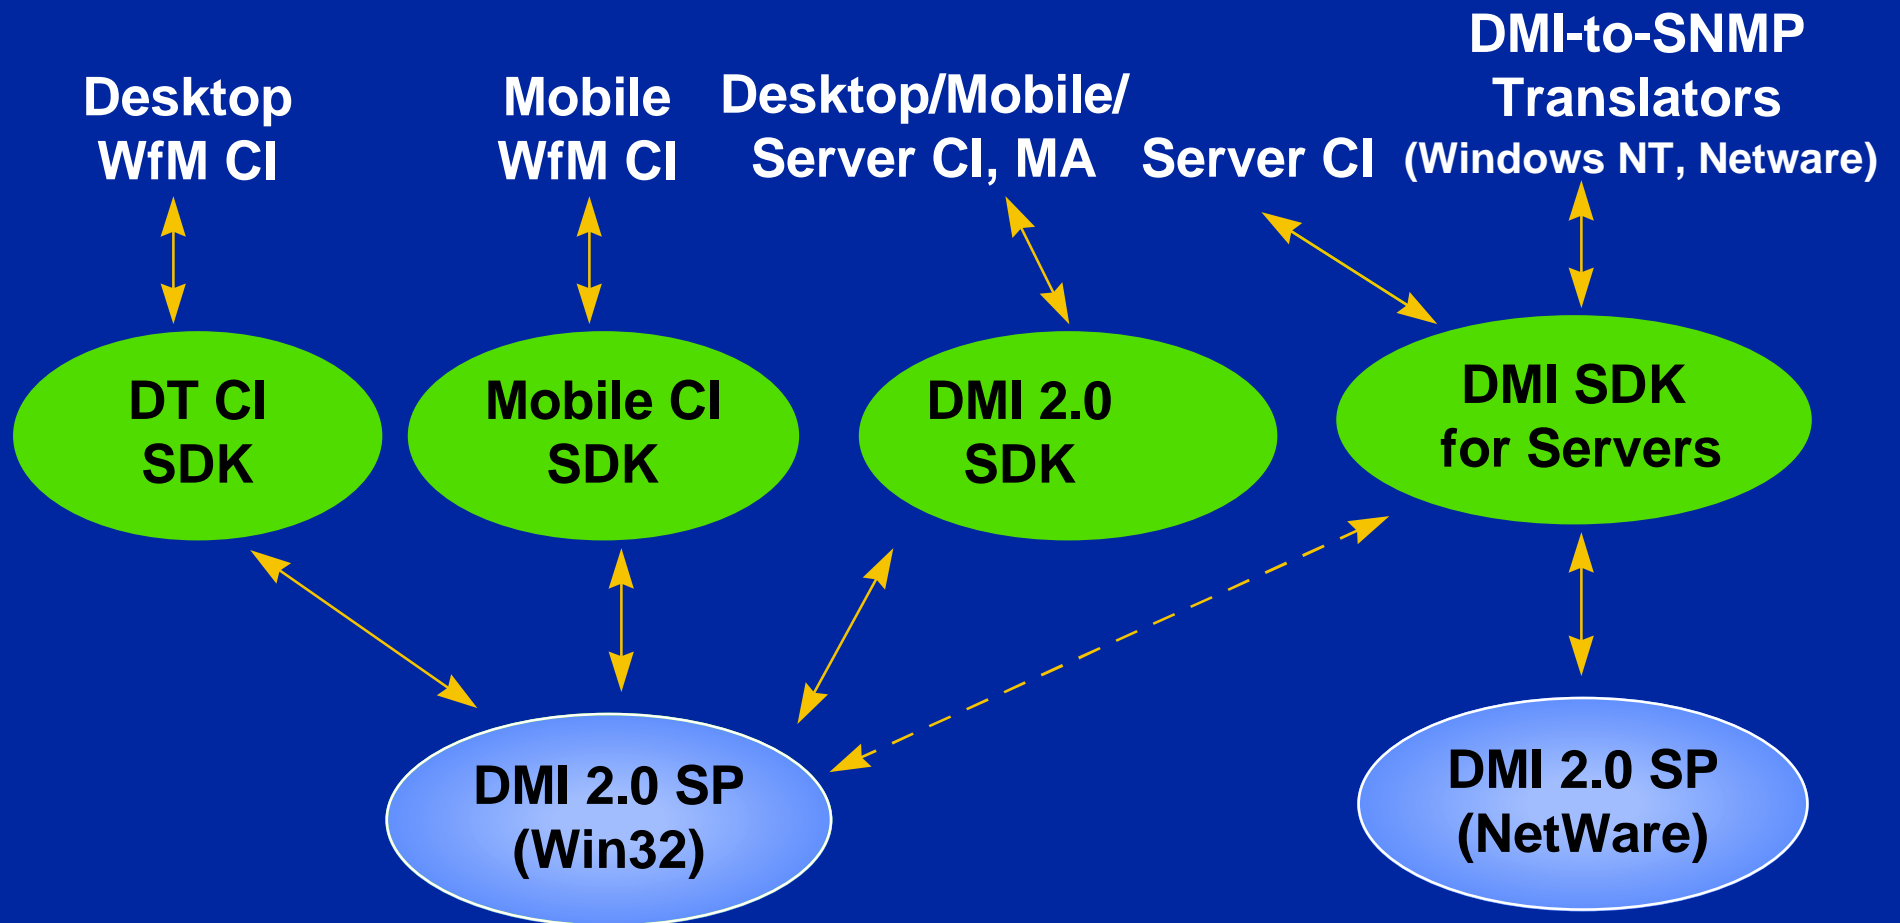 Desktop
WfM CI
Mobile
WfM CI
Desktop/Mobile/
Server CI, MA
Server CI
DMI-to-SNMP
Translators
(Windows NT, Netware)
DT CI
SDK
Mobile CI
SDK
DMI 2.0
SDK
DMI SDK
for Servers
DMI 2.0 SP
(Win32)
DMI 2.0 SP
(NetWare)